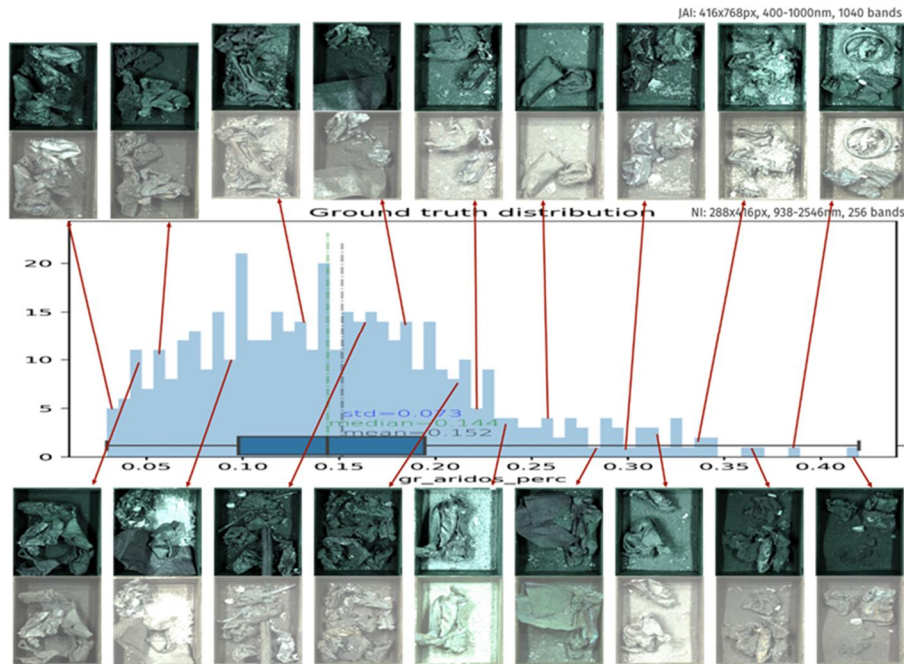 JAI: 416x768px, 400-1000nm, 1040 bands
Ground truth distribution
NI: 288x416px, 938-2546nm, 256 bands
20
15
10
5
0
std=0.073
median=0.144
mean=0.152
0.05 0.10 0.15 0.20 0.25 0.30 0.35 0.40
gr_aridos_perc